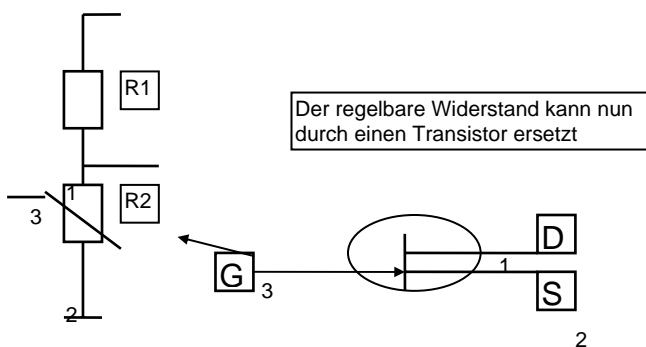 R1
Der regelbare Widerstand kann nun
durch einen Transistor ersetzt
1
R2
3
D
G
3
1
S
2
2